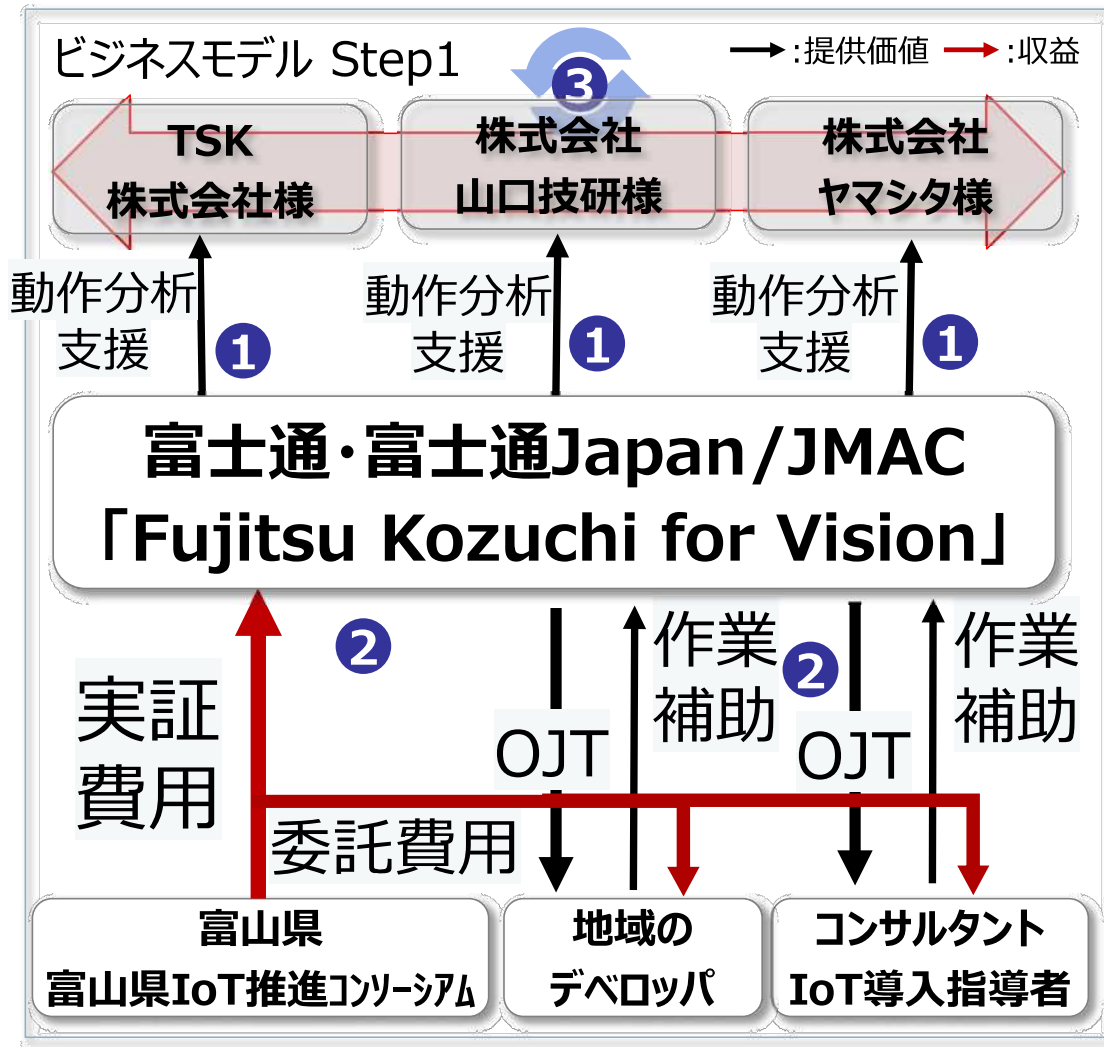 ビジネスモデル Step1
:提供価値
:収益
❸
TSK
株式会社様
株式会社
山口技研様
株式会社
ヤマシタ様
動作分析
支援
❶
動作分析
支援
❶
動作分析
支援
❶
富士通・富士通Japan/JMAC
「Fujitsu Kozuchi for Vision」
❷
実証
費用
委託費用
OJT
作業
補助
❷
OJT
作業
補助
富山県
富山県IoT推進コンソーシアム
地域の
デベロッパ
コンサルタント
IoT導入指導者